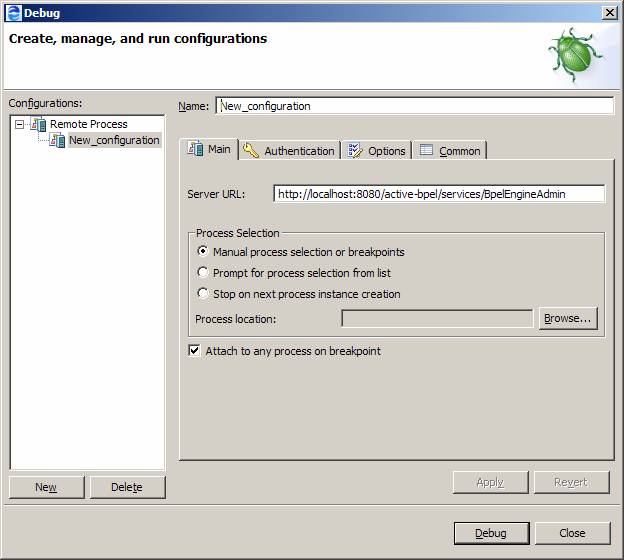 Debug
Create, manage, and run configurations
Configurations:
Remote Process
New_configuration
Name: New_configuration
Main Authentication Options Common
Server URL: http://localhost:8080/active-bpel/services/BpelEngineAdmin
Process Selection
Manual process selection or breakpoints
Prompt for process selection from list
Stop on next process instance creation
Process location: Browse...
Attach to any process on breakpoint
New Delete
Apply Revert
Debug Close